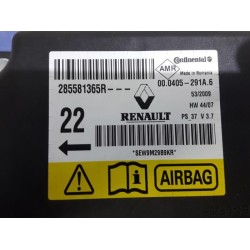 Continental
AMR
Made in Romania
285581365R---
00.0405-291A.6
53/2009
HW 44/07
22
RENAULT
PS 37 V 3.7
*SEW9M29B9KR*
AIRBAG